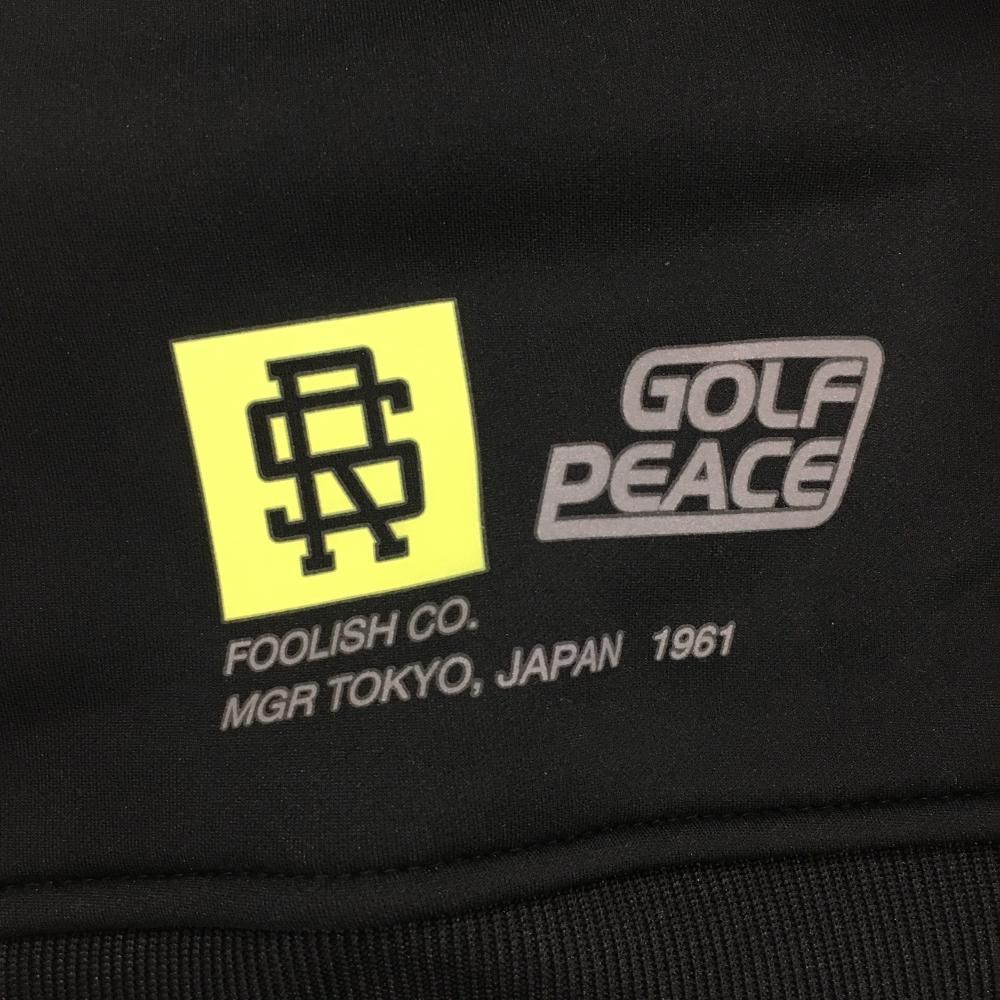 GOLF
PEACE
FOOLISH CO.
MGR TOKYO, JAPAN 1961